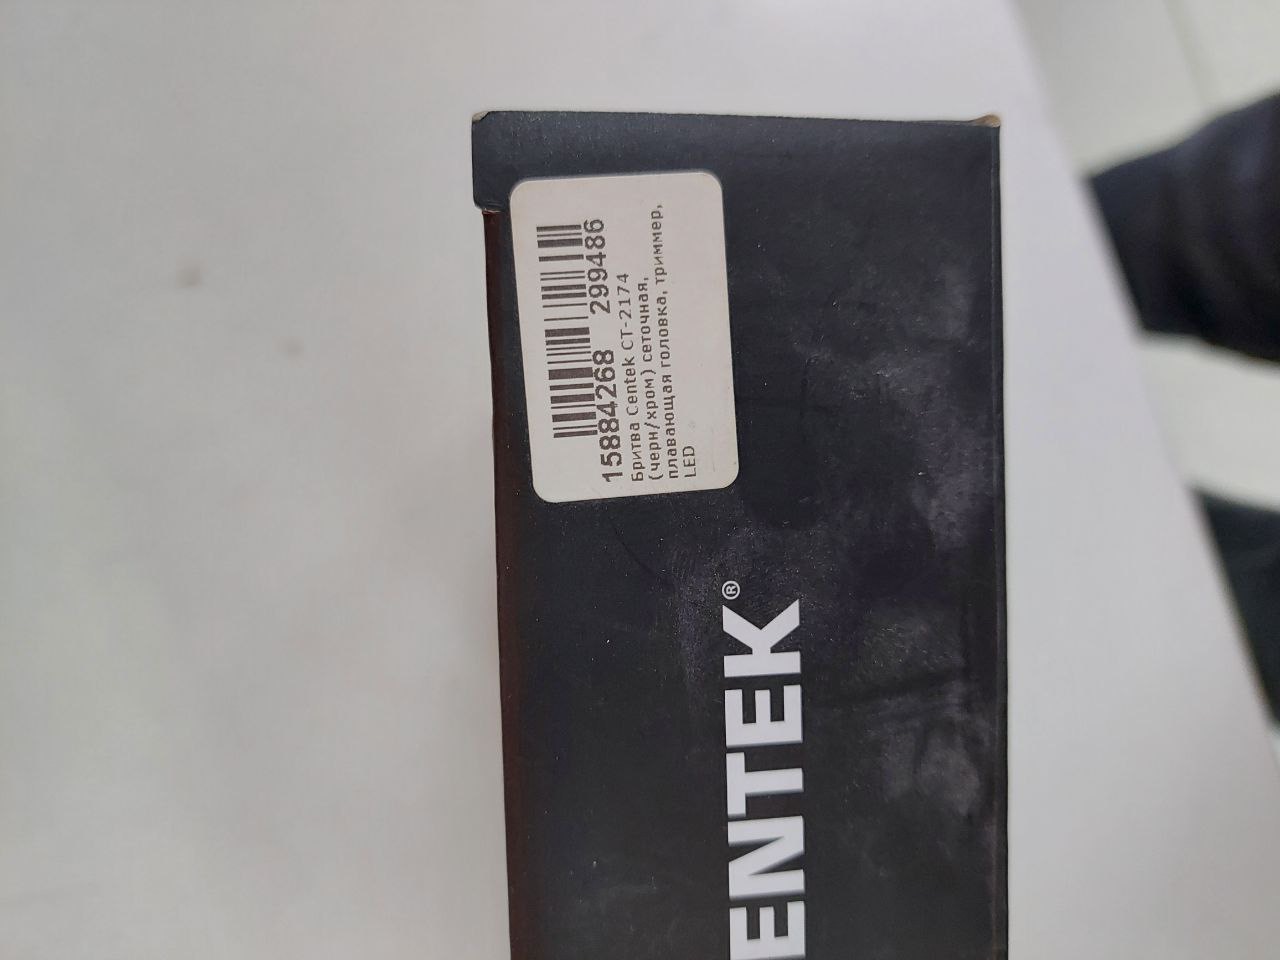 15884268 299486
Бритва Centek CT-2174
(черн/хром) сеточная,
плавающая головка, триммер,
LED
ENTEK®